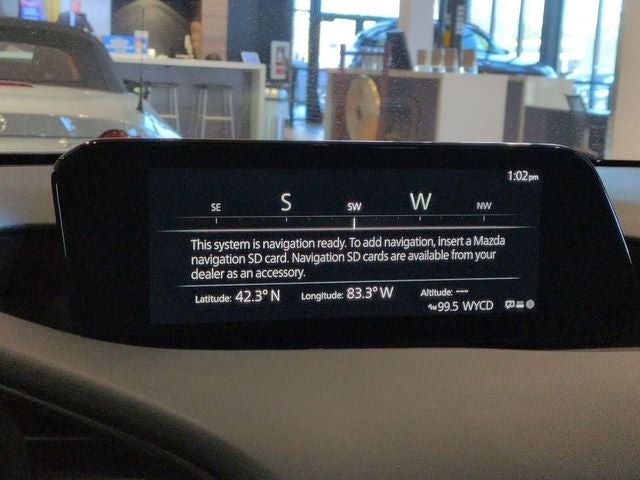 1:02pm
SE S SW W NW
This system is navigation ready. To add navigation, insert a Mazda
navigation SD card. Navigation SD cards are available from your
dealer as an accessory.
Latitude: 42.3° N Longitude: 83.3° W Altitude: ---
99.5 WYCD